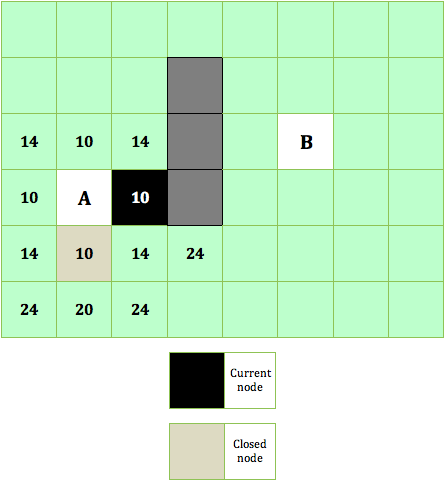 14 10 14 B
10 A 10
14 10 14 24
24 20 24
Current
node
Closed
node